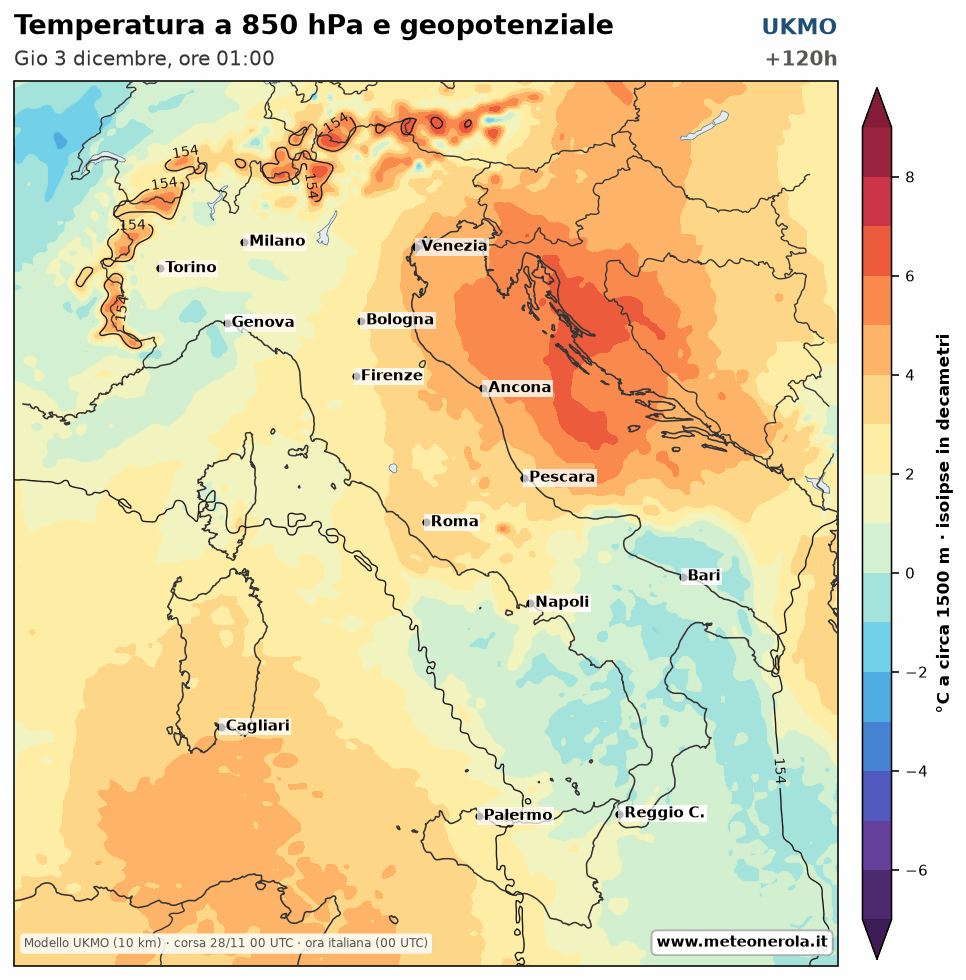 Temperatura a 850 hPa e geopotenziale
UKMO
Gio 3 dicembre, ore 01:00
+120h
154
154
154
154
154
154
Milano
Venezia
Torino
Genova
Bologna
Firenze
Ancona
Pescara
Roma
Bari
Napoli
Cagliari
154
Palermo
Reggio C.
8
6
4
2
0
−2
−4
−6
°C a circa 1500 m · isoipse in decametri
Modello UKMO (10 km) · corsa 28/11 00 UTC · ora italiana (00 UTC)
www.meteonerola.it